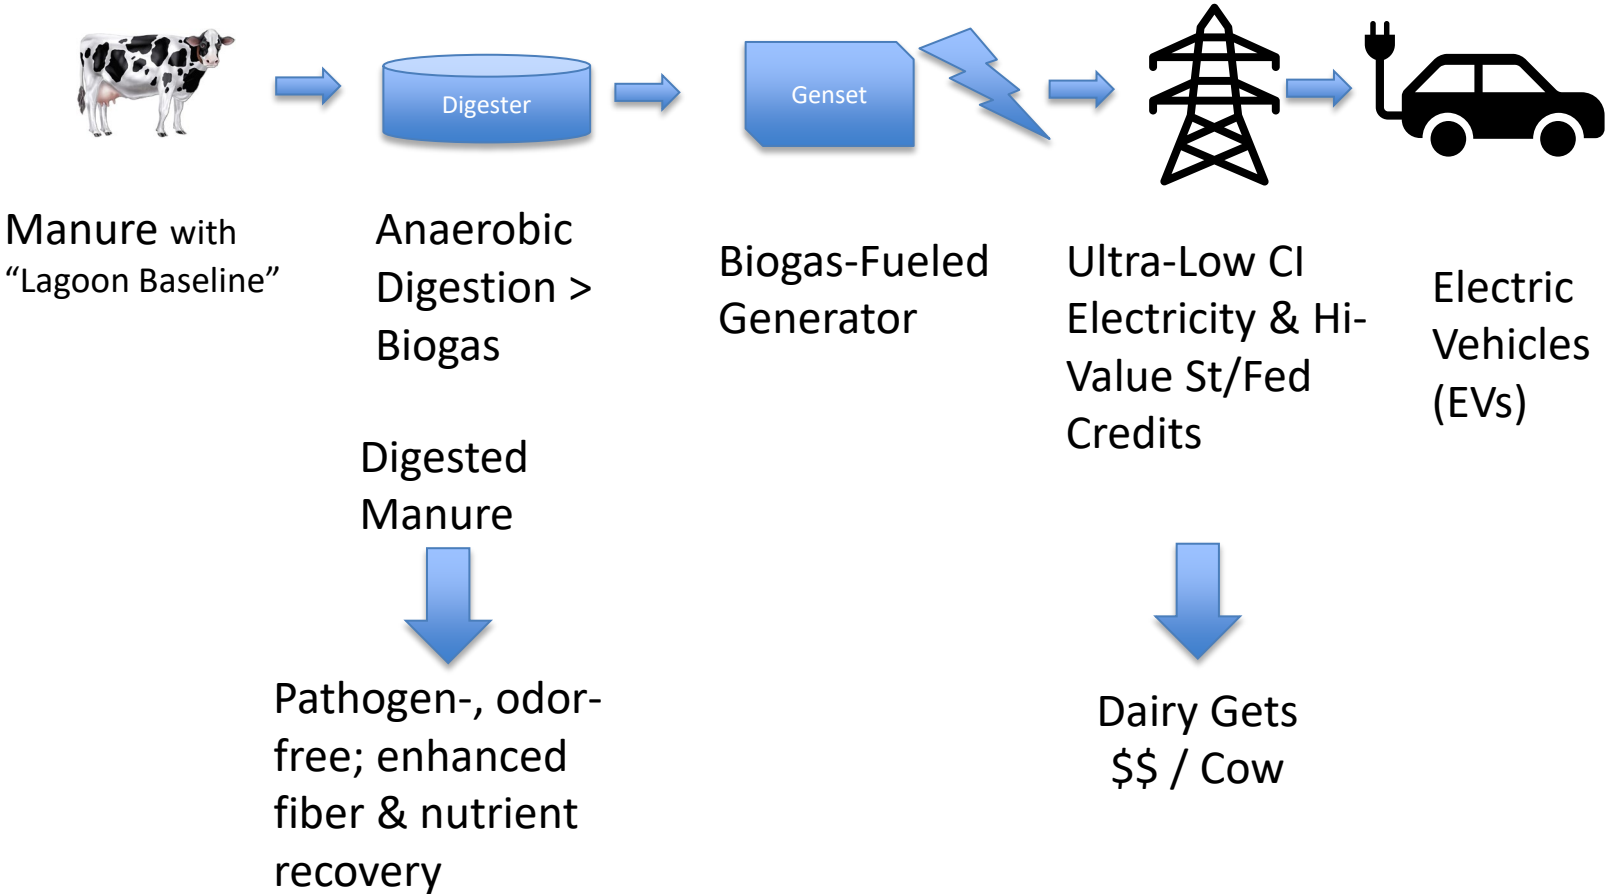 Digester
Genset
Manure with
“Lagoon Baseline”
Anaerobic
Digestion >
Biogas
Biogas-Fueled
Generator
Ultra-Low CI
Electricity & Hi-
Value St/Fed
Credits
Electric
Vehicles
(EVs)
Digested
Manure
Pathogen-, odor-
free; enhanced
fiber & nutrient
recovery
Dairy Gets
$$ / Cow